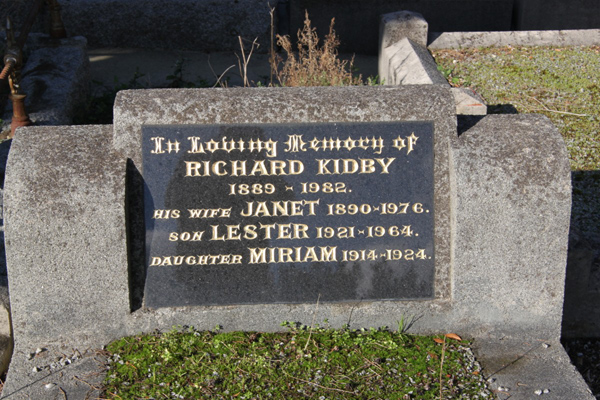 In Loving Memory of
RICHARD KIDBY
1889 - 1982.
HIS WIFE JANET 1890-1976.
SON LESTER 1921-1964.
DAUGHTER MIRIAM 1914-1924.